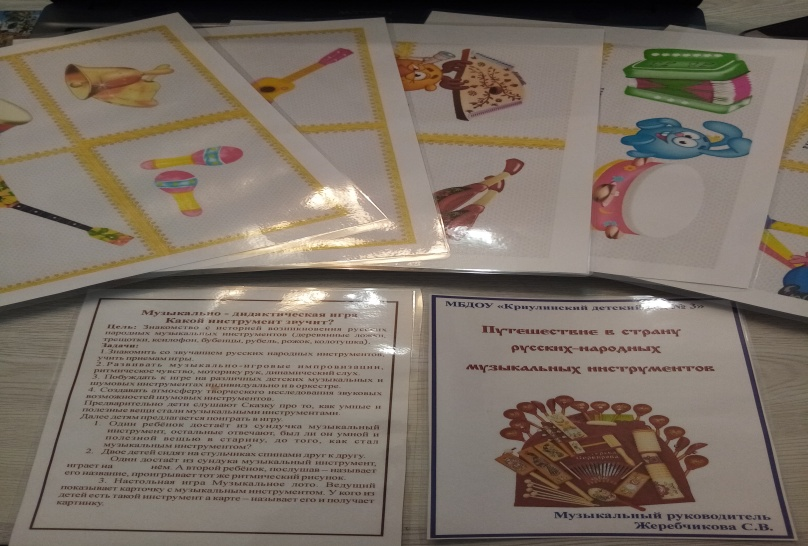 Музыкально - дидактическая игра
Какой инструмент звучит?
Цель: Знакомство с историей возникновения русских
народных музыкальных инструментов (деревянные ложки,
трещотки, ксилофон, бубенцы, рубель, рожок, колотушка).
Задачи:
1 Знакомить со звучанием русских народных инструментов
учить приемам игры.
2. Развивать музыкально-игровые импровизации,
ритмическое чувство, моторику рук, динамический слух.
3. Побуждать к игре на различных детских музыкальных и
шумовых инструментах индивидуально и в оркестре.
4. Создавать атмосферу творческого исследования звуковых
возможностей шумовых инструментов.
Предварительно дети слушают Сказку про то, как умные и
полезные вещи стали музыкальными инструментами.
Далее детям предлагается поиграть в игру.
1. Один ребёнок достаёт из сундучка музыкальный
инструмент, остальные отвечают, был ли он умной и
полезной вещью в старину, до того, как стал
музыкальным инструментом?
2. Двое детей сидят на стульчиках спинами друг к другу.
Один достаёт из сундука музыкальный инструмент,
играет на нём. А второй ребёнок, послушав – называет
его название, проигрывает тот же ритмический рисунок.
3. Настольная игра Музыкальное лото. Ведущий
показывает карточку с музыкальным инструментом. У кого из
детей есть такой инструмент а карте – называет его и получает
картинку.
МБДОУ «Криулинский детский № 3»
Путешествие в страну
русских-народных
музыкальных инструментов
Музыкальный руководитель
Жеребчикова С.В.